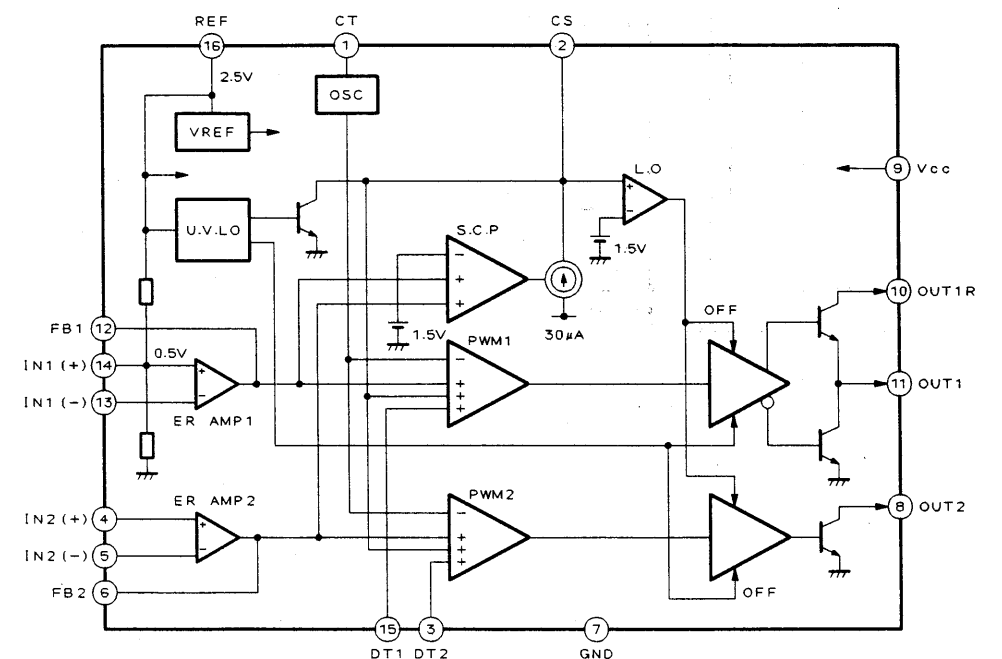 REF CT CS
16 1 2
2.5V
OSC
VREF
L.O
9 Vcc
+
−
U.V.LO
1.5V
S.C.P
−
+
+
10 OUT1R
OFF
30μA
FB1 12
1.5V
PWM1
0.5V
IN1(+) 14
+
−
−
+
+
+
11 OUT1
IN1(−) 13
ER AMP1
ER AMP2
PWM2
IN2(+) 4
8 OUT2
+
−
−
+
+
+
IN2(−) 5
FB2 6
OFF
15 3 7
DT1 DT2 GND